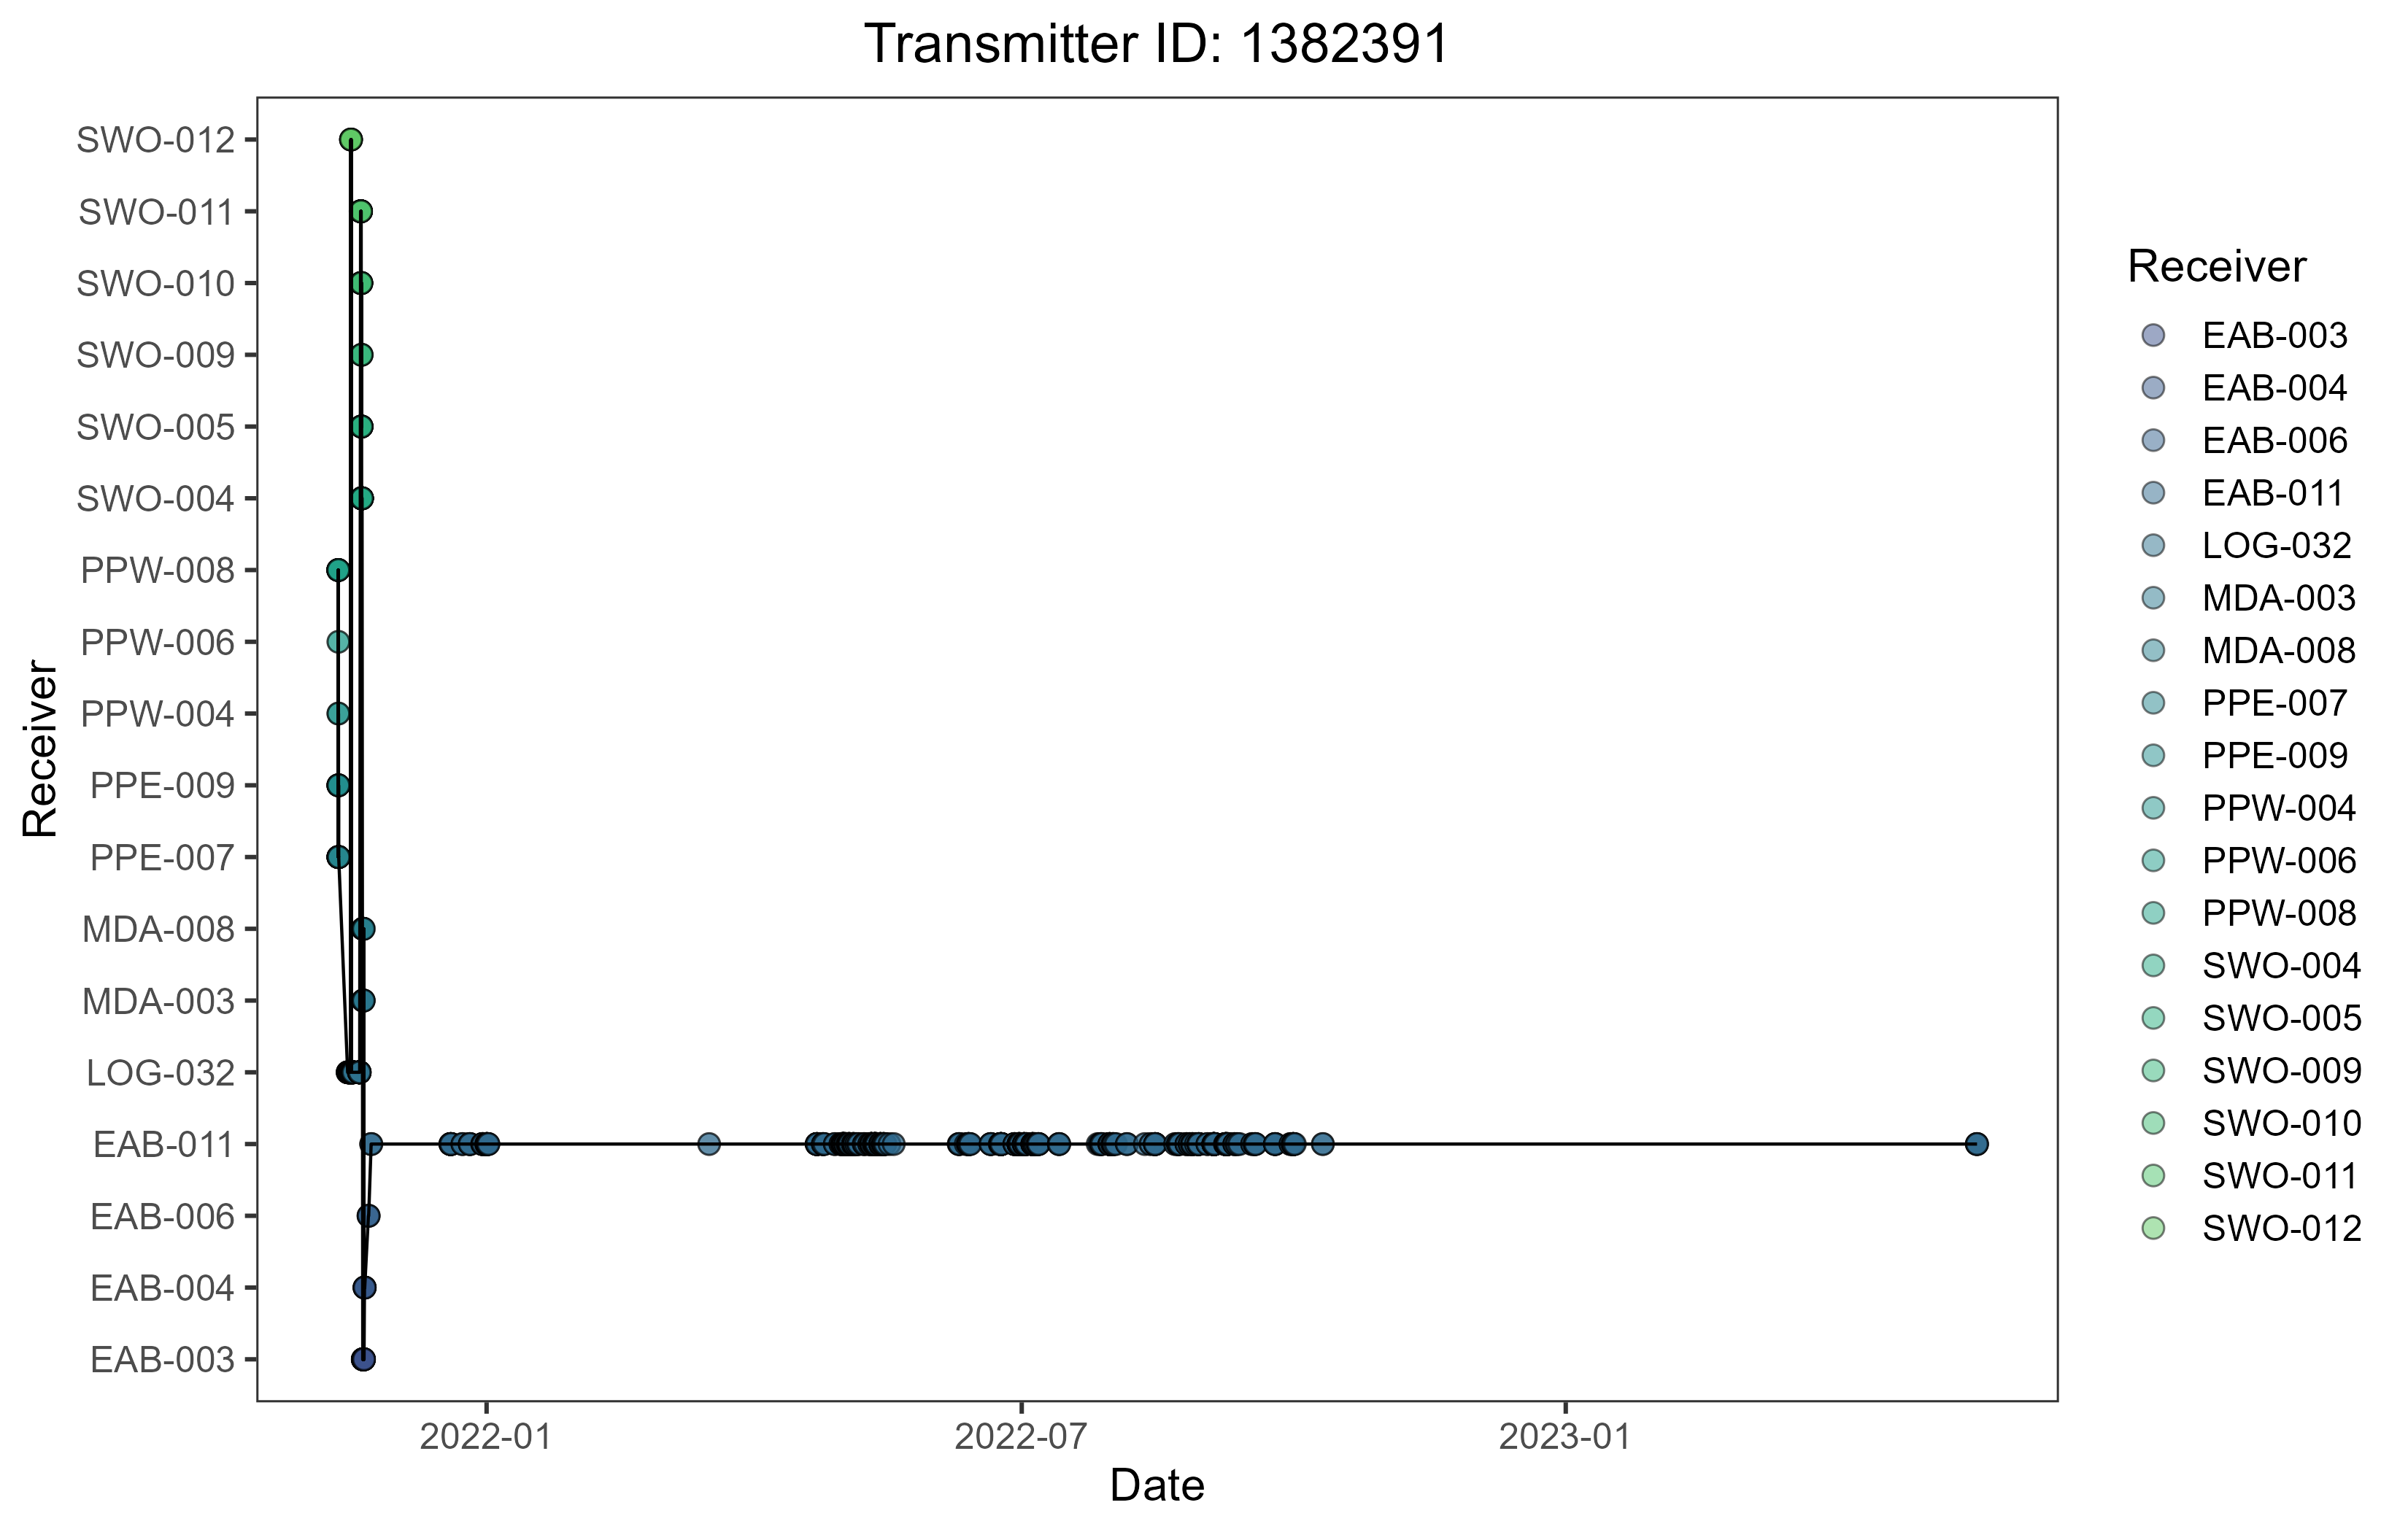 Transmitter ID: 1382391
Receiver
SWO-012
SWO-011
SWO-010
SWO-009
SWO-005
SWO-004
PPW-008
PPW-006
PPW-004
PPE-009
PPE-007
MDA-008
MDA-003
LOG-032
EAB-011
EAB-006
EAB-004
EAB-003
2022-01
2022-07
2023-01
Date
Receiver
EAB-003
EAB-004
EAB-006
EAB-011
LOG-032
MDA-003
MDA-008
PPE-007
PPE-009
PPW-004
PPW-006
PPW-008
SWO-004
SWO-005
SWO-009
SWO-010
SWO-011
SWO-012